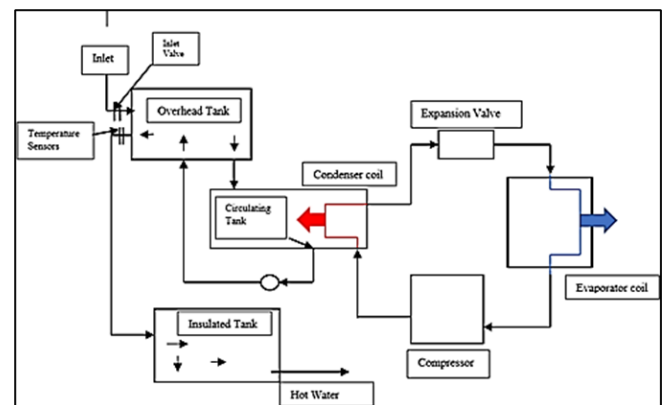 Inlet
Valve
Inlet
Overhead Tank
Temperature
Sensors
Expansion Valve
Condenser coil
Circulating
Tank
Evaporator coil
Insulated Tank
Compressor
Hot Water